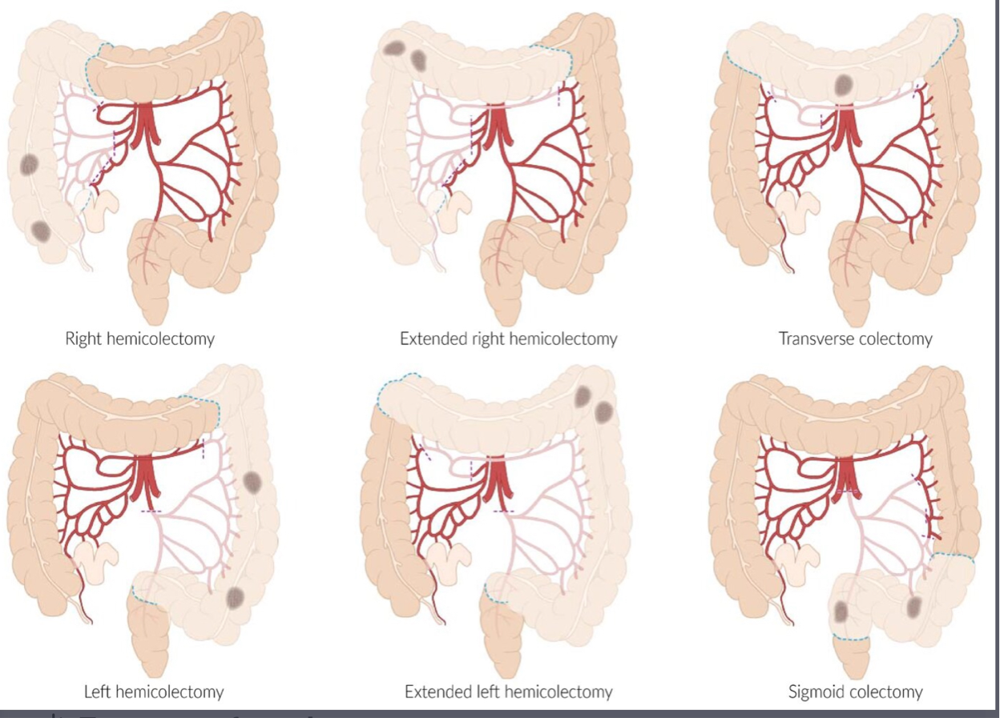 Right hemicolectomy
Extended right hemicolectomy
Transverse colectomy
Left hemicolectomy
Extended left hemicolectomy
Sigmoid colectomy